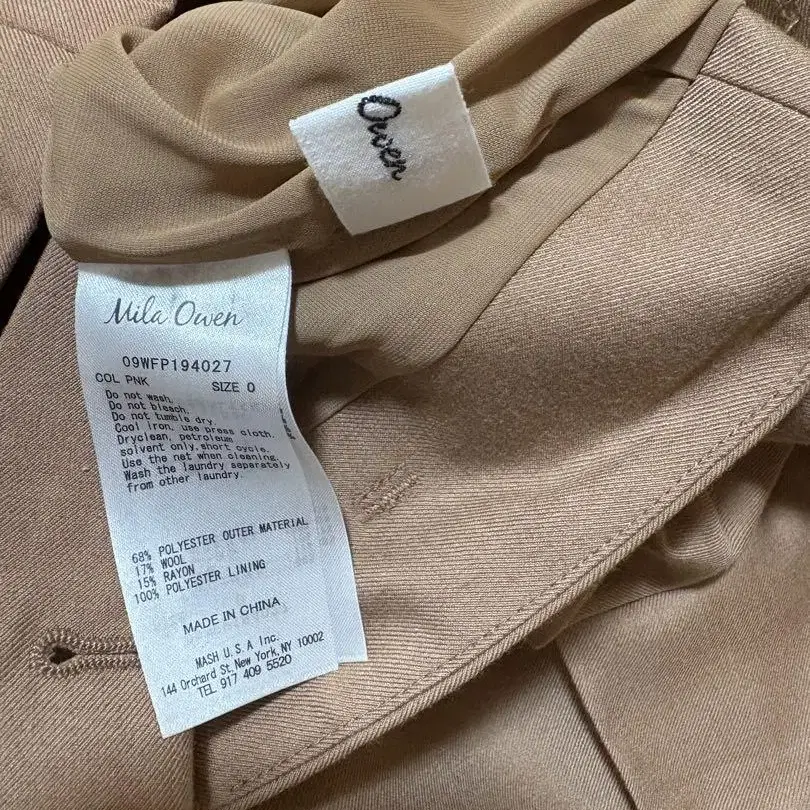 Owen
Mila Owen
09WFP194027
COL PNK SIZE 0
Do not wash.
Do not bleach.
Do not tumble dry
Cool iron, use press cloth.
Dryclean, petroleum
solvent only,short cycle.
Use the net when cleaning.
Wash the laundry separately
from other laundry.
68% POLYESTER OUTER MATERIAL
17% WOOL
15% RAYON
100% POLYESTER LINING
MADE IN CHINA
MASH U.S.A Inc.
144 Orchard St. New York, NY 10002
TEL 917 409 5520